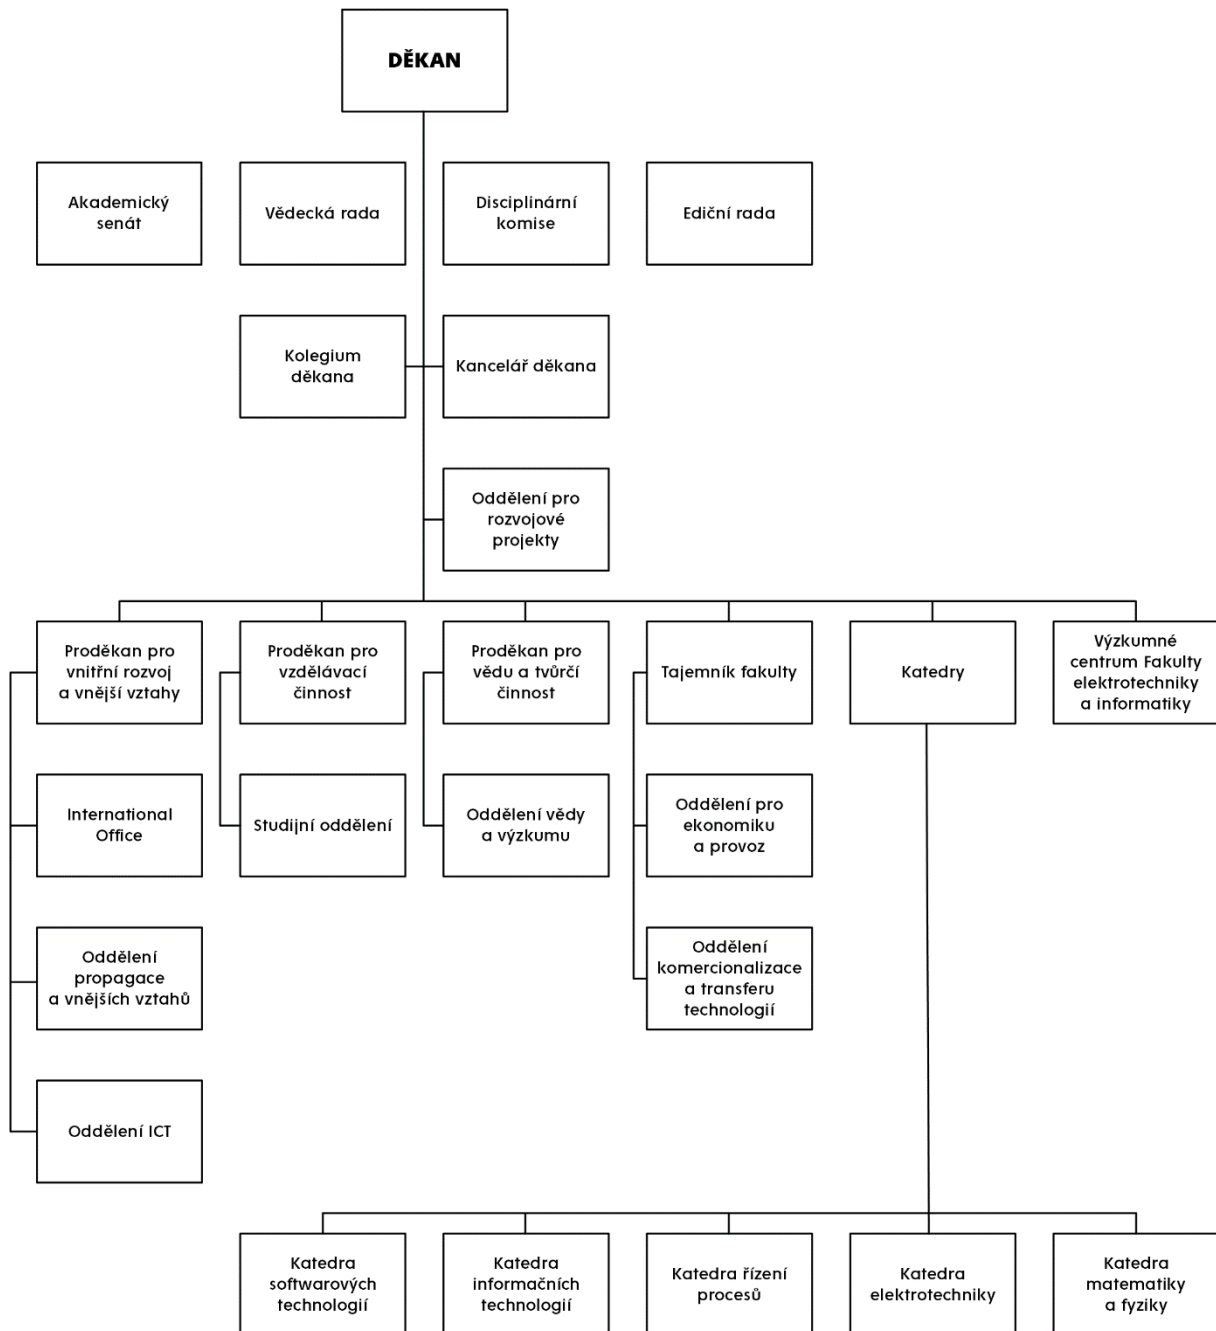 DĚKAN
Akademický
senát
Vědecká rada
Disciplinární
komise
Ediční rada
Kolegium
děkana
Kancelář děkana
Oddělení pro
rozvojové
projekty
Proděkan pro
vnitřní rozvoj
a vnější vztahy
Proděkan pro
vzdělávací
činnost
Proděkan pro
vědu a tvůrčí
činnost
Tajemník fakulty
Katedry
Výzkumné
centrum Fakulty
elektrotechniky
a informatiky
International
Office
Studijní oddělení
Oddělení vědy
a výzkumu
Oddělení pro
ekonomiku
a provoz
Oddělení
propagace
a vnějších vztahů
Oddělení
komercionalizace
a transferu
technologií
Oddělení ICT
Katedra
softwarových
technologií
Katedra
informačních
technologií
Katedra řízení
procesů
Katedra
elektrotechniky
Katedra
matematiky
a fyziky